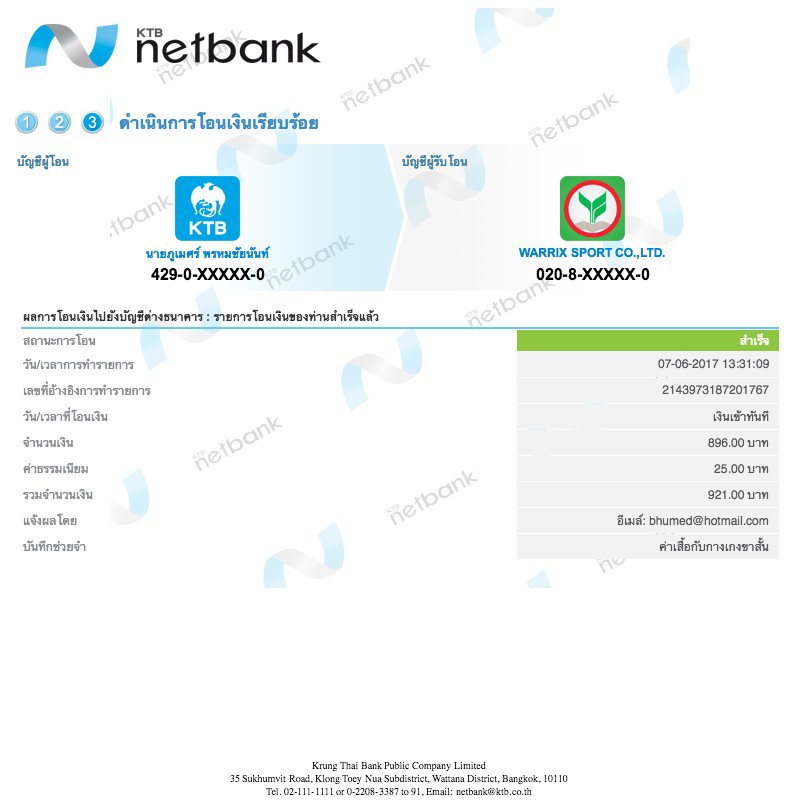 KTB
netbank
1 2 3 ดำเนินการโอนเงินเรียบร้อย
บัญชีผู้โอน
บัญชีผู้รับโอน
KTB
นายภูเมศร์ พรหมชัยนันท์
WARRIX SPORT CO.,LTD.
429-0-XXXXX-0
020-8-XXXXX-0
ผลการโอนเงินไปยังบัญชีต่างธนาคาร : รายการโอนเงินของท่านสำเร็จแล้ว
สถานะการโอน สำเร็จ
วัน/เวลาการทำรายการ 07-06-2017 13:31:09
เลขที่อ้างอิงการทำรายการ 2143973187201767
วัน/เวลาที่โอนเงิน เงินเข้าทันที
จำนวนเงิน 896.00 บาท
ค่าธรรมเนียม 25.00 บาท
รวมจำนวนเงิน 921.00 บาท
แจ้งผลโดย อีเมล์: bhumed@hotmail.com
บันทึกช่วยจำ ค่าเสื้อกับกางเกงขาสั้น
Krung Thai Bank Public Company Limited
35 Sukhumvit Road, Klong Toey Nua Subdistrict, Wattana District, Bangkok, 10110
Tel. 02-111-1111 or 0-2208-3387 to 91, Email: netbank@ktb.co.th